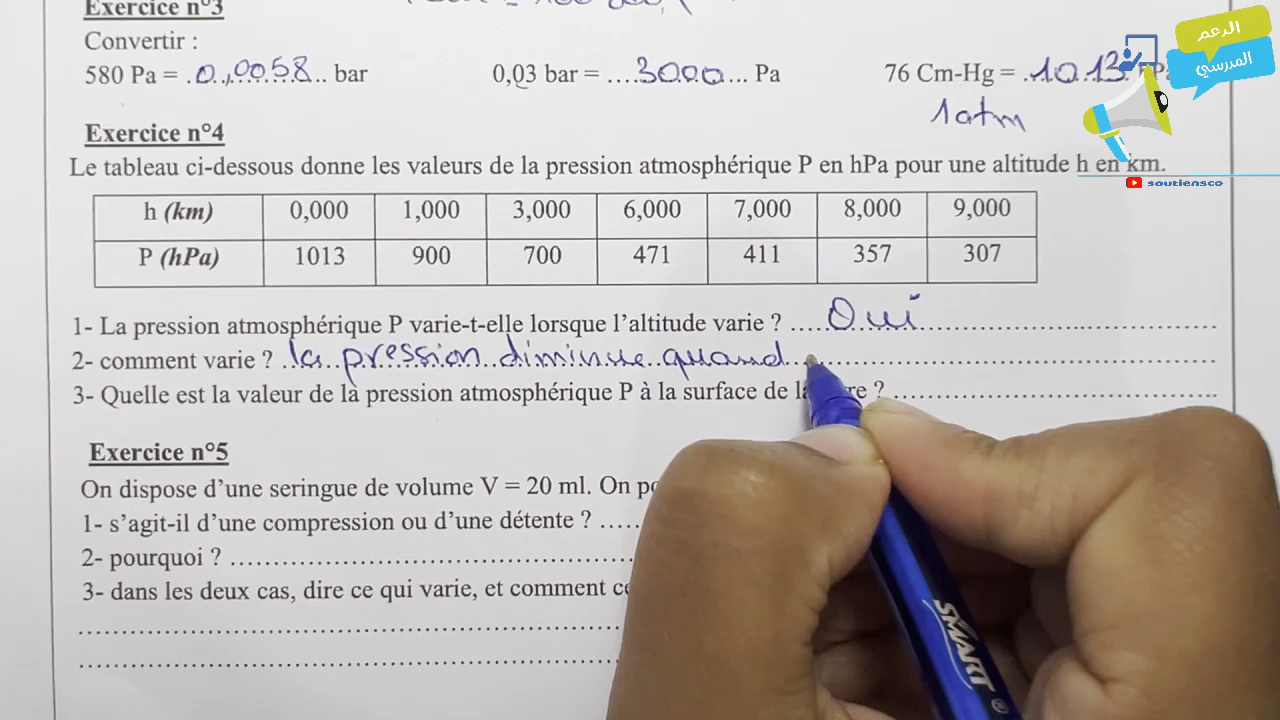 Exercice n°3
Convertir :
580 Pa = .0,0058.. bar 0,03 bar = ....3000... Pa 76 Cm-Hg = .1013. hPa
1atm
الدعم
المدرسي
soutiensco
Exercice n°4
Le tableau ci-dessous donne les valeurs de la pression atmosphérique P en hPa pour une altitude h en km.
h (km) 0,000 1,000 3,000 6,000 7,000 8,000 9,000
P (hPa) 1013 900 700 471 411 357 307
1- La pression atmosphérique P varie-t-elle lorsque l'altitude varie ? .....Oui
2- comment varie ? la pression diminue quand
3- Quelle est la valeur de la pression atmosphérique P à la surface de la ?
Exercice n°5
On dispose d'une seringue de volume V = 20 ml. On
1- s'agit-il d'une compression ou d'une détente ? ......
2- pourquoi ?
3- dans les deux cas, dire ce qui varie, et comment